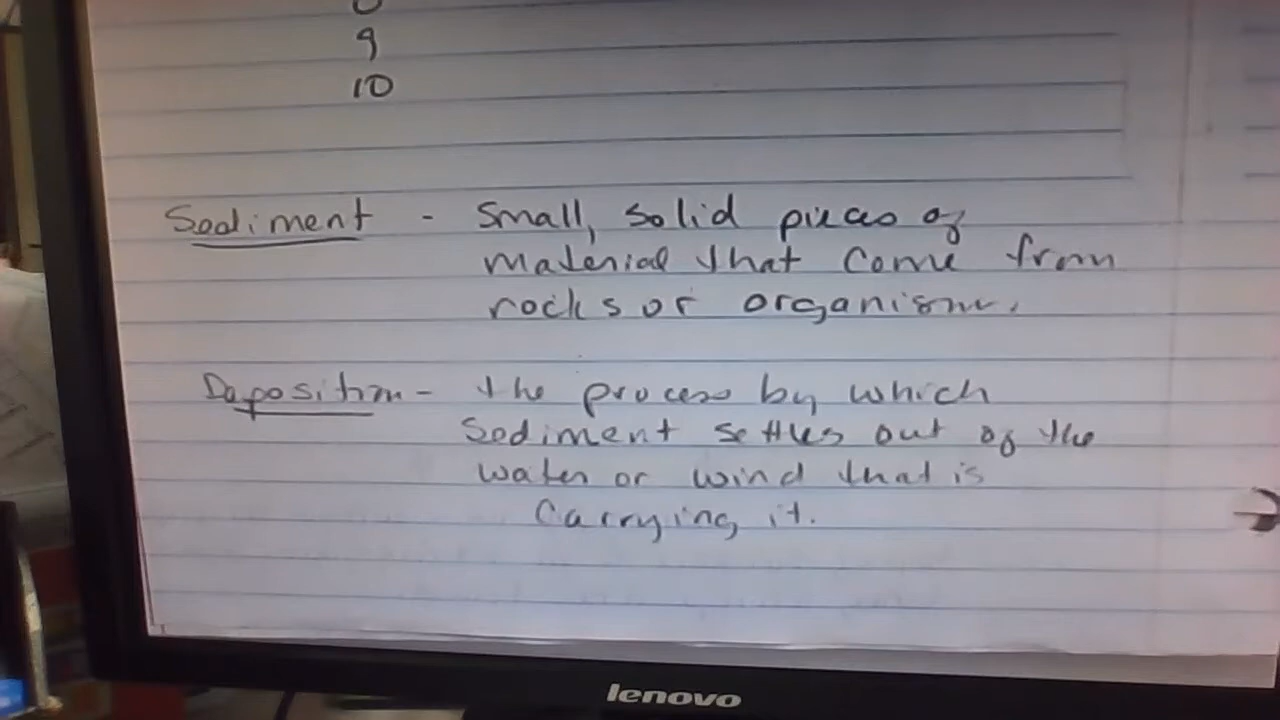 9
10
Sediment - Small, solid pieces of
material that come from
rocks or organisms.
Deposition - the process by which
Sediment settles out of the
water or wind that is
Carrying it.
lenovo